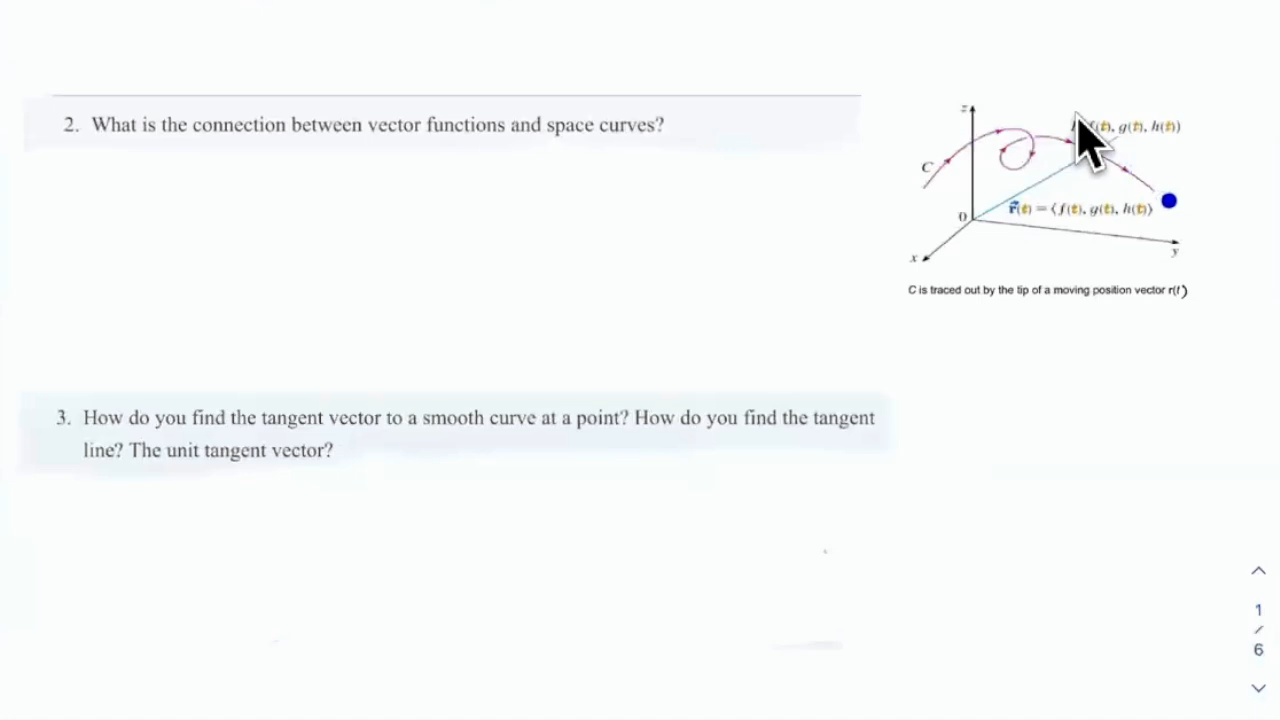 2. What is the connection between vector functions and space curves?
z
(t), g(t), h(t))
C
0
r⃗(t) = ⟨f(t), g(t), h(t)⟩
x
y
C is traced out by the tip of a moving position vector r(t)
3. How do you find the tangent vector to a smooth curve at a point? How do you find the tangent
line? The unit tangent vector?
1
/
6